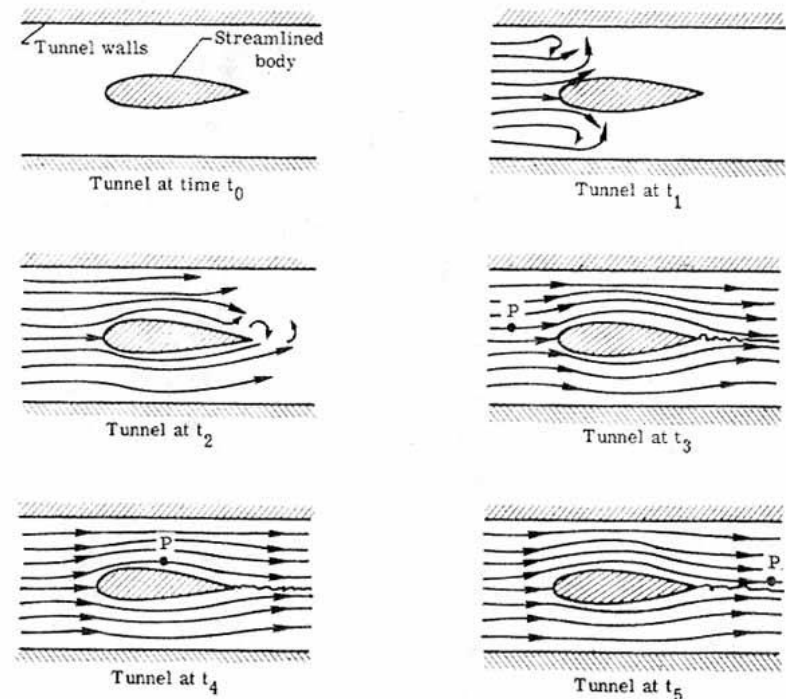 Tunnel walls
Streamlined
body
Tunnel at time t0
Tunnel at t1
Tunnel at t2
P
Tunnel at t3
P
Tunnel at t4
P
Tunnel at t5